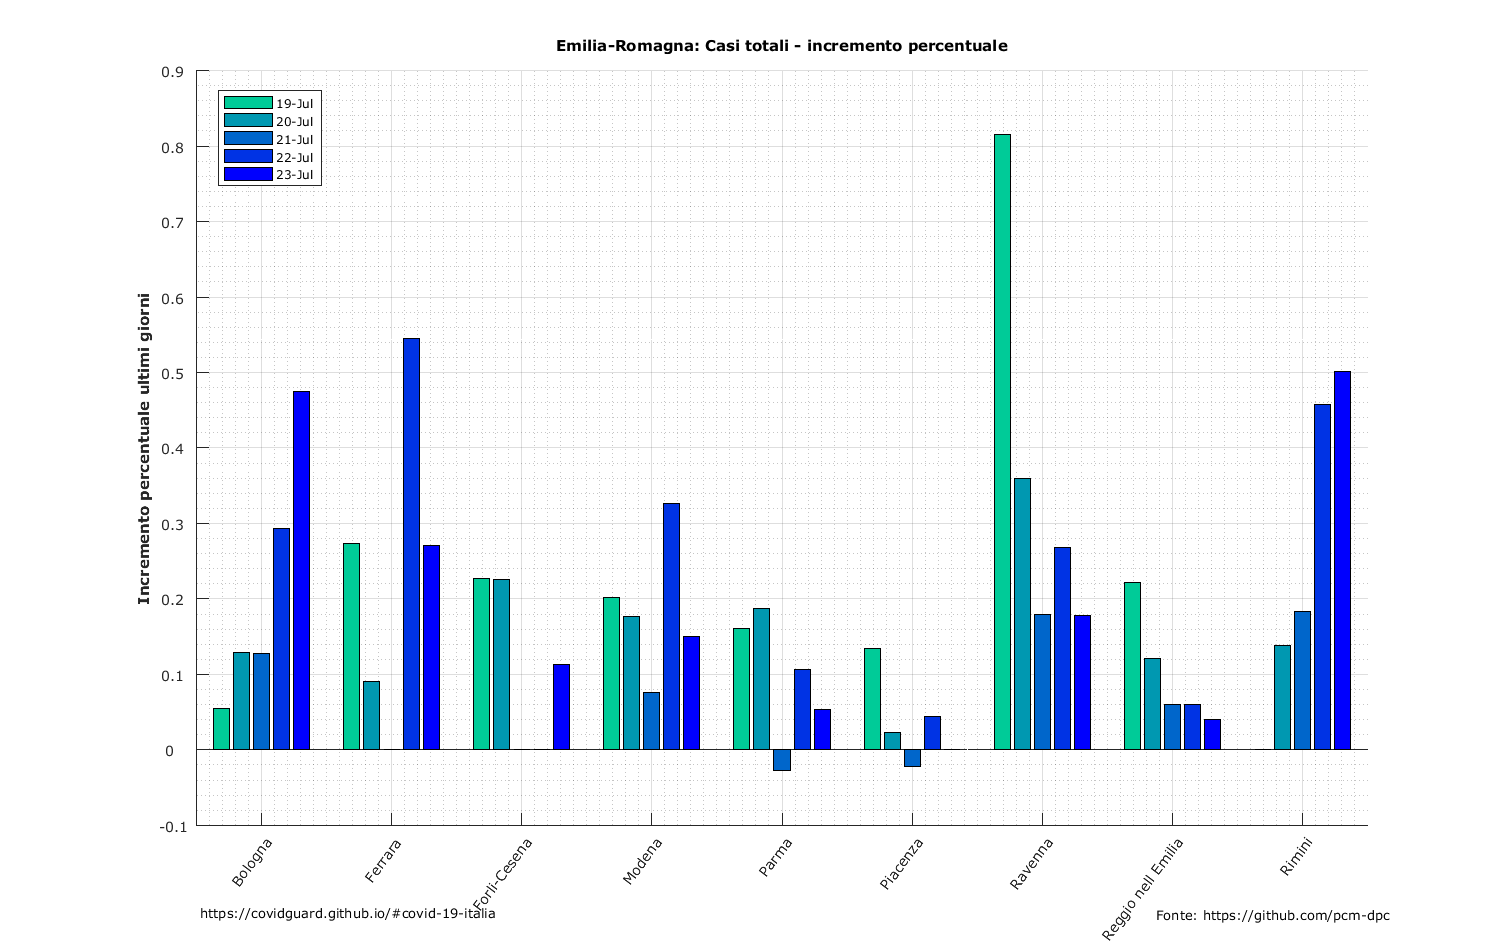 Emilia-Romagna: Casi totali - incremento percentuale
0.9
0.8
0.7
0.6
0.5
0.4
0.3
0.2
0.1
0
-0.1
Incremento percentuale ultimi giorni
19-Jul
20-Jul
21-Jul
22-Jul
23-Jul
Bologna
Ferrara
Forlì-Cesena
Modena
Parma
Piacenza
Ravenna
Reggio nell Emilia
Rimini
https://covidguard.github.io/#covid-19-italia
Fonte: https://github.com/pcm-dpc